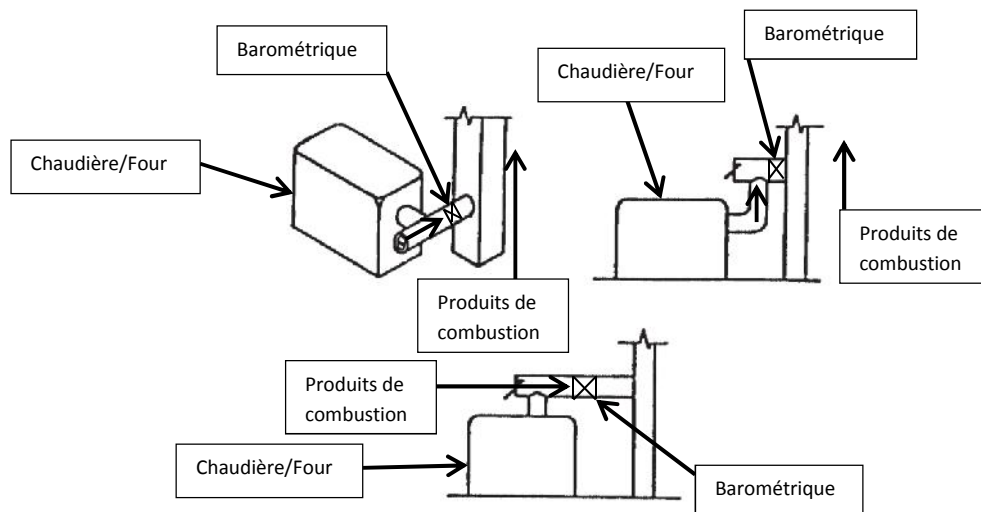 Barométrique
Chaudière/Four
Produits de
combustion
Barométrique
Chaudière/Four
Produits de
combustion
Produits de
combustion
Chaudière/Four
Barométrique